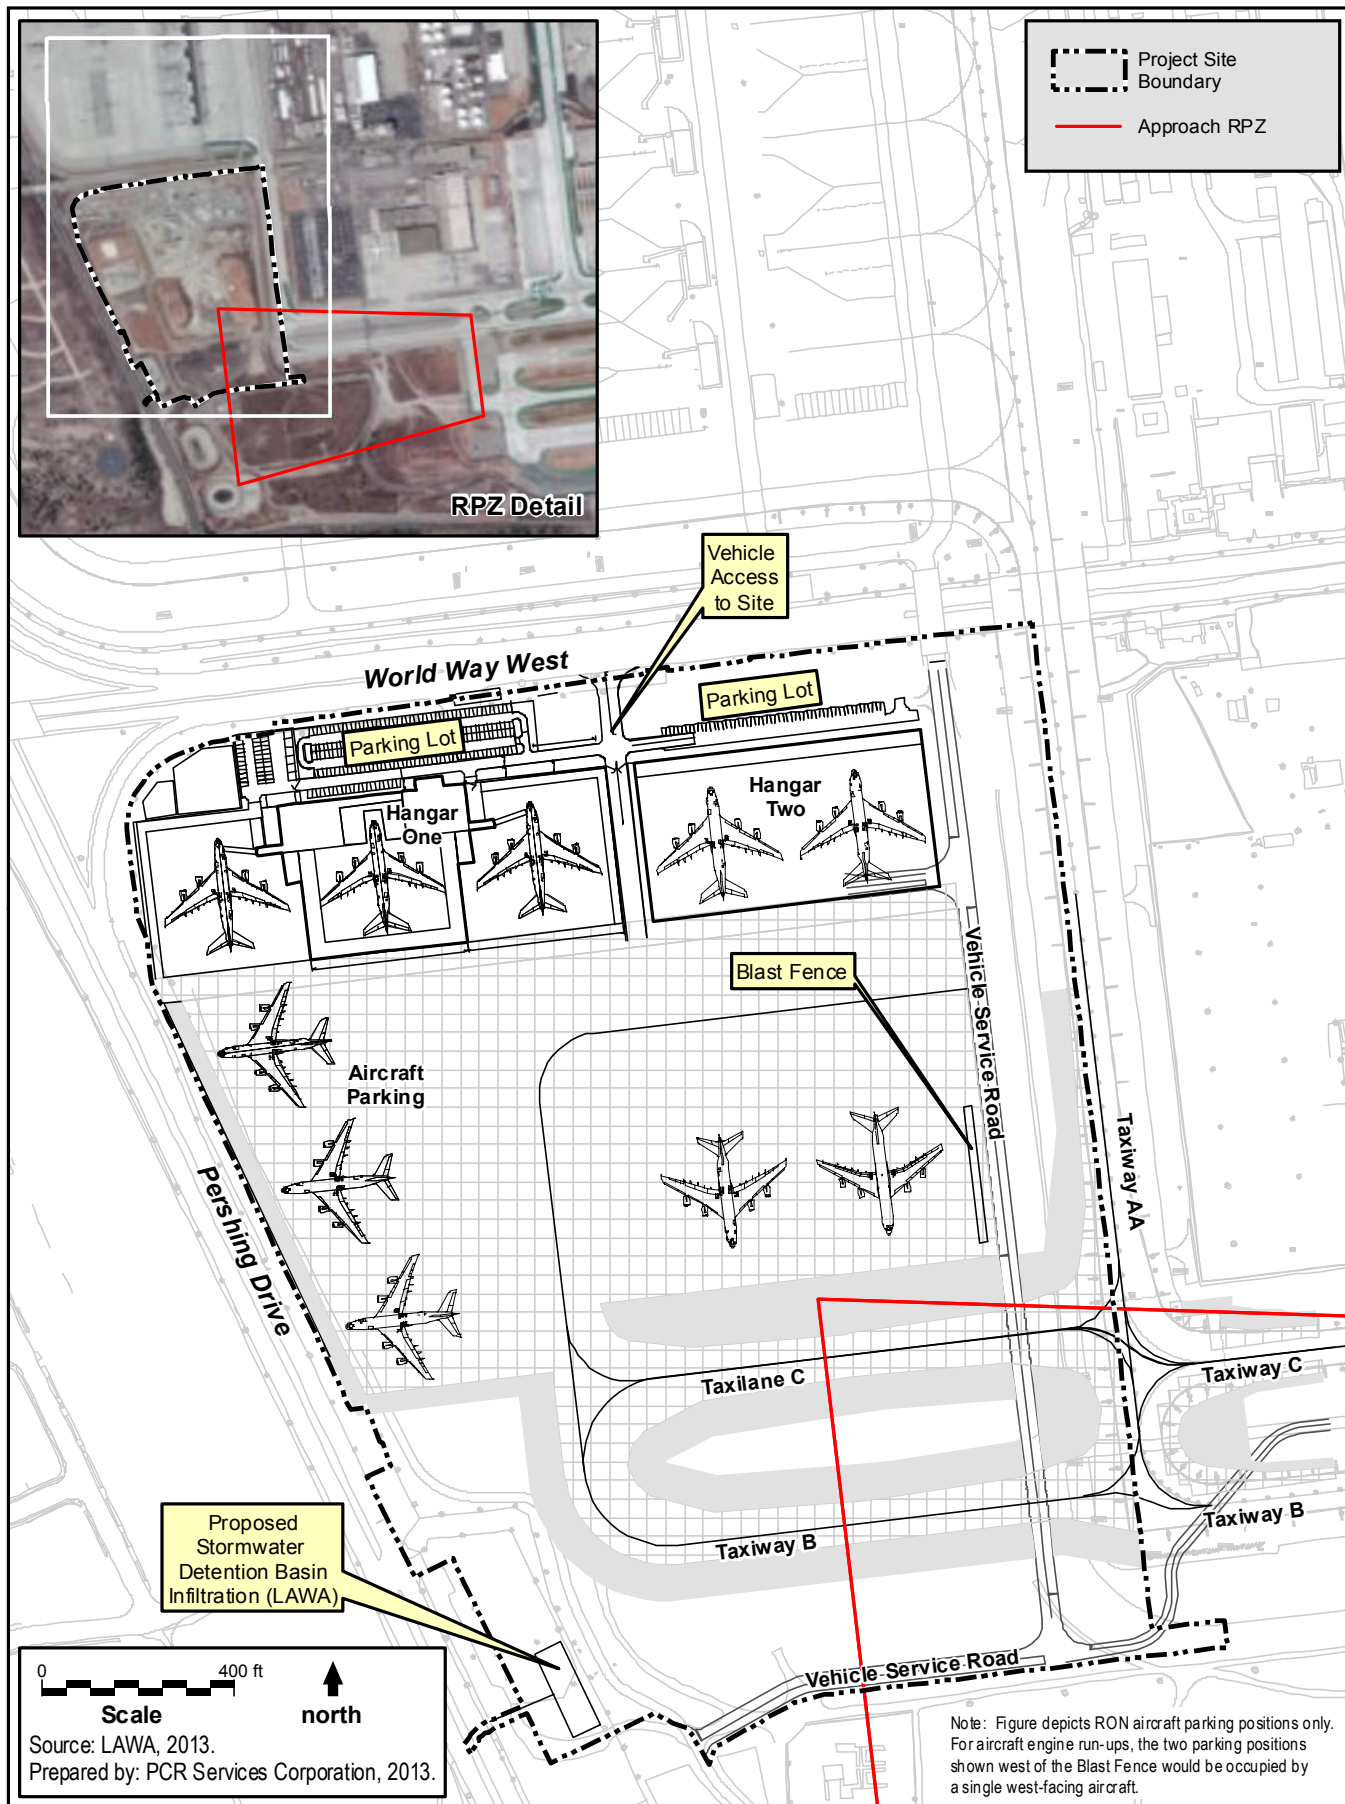 Project Site
Boundary
Approach RPZ
RPZ Detail
Vehicle
Access
to Site
World Way West
Parking Lot
Parking Lot
Hangar
One
Hangar
Two
Blast Fence
Vehicle Service Road
Aircraft
Parking
Taxiway AA
Pershing Drive
Taxilane C
Taxiway C
Taxiway B
Taxiway B
Proposed
Stormwater
Detention Basin
Infiltration (LAWA)
Vehicle Service Road
0 400 ft
Scale
north
Source: LAWA, 2013.
Prepared by: PCR Services Corporation, 2013.
Note: Figure depicts RON aircraft parking positions only.
For aircraft engine run-ups, the two parking positions
shown west of the Blast Fence would be occupied by
a single west-facing aircraft.